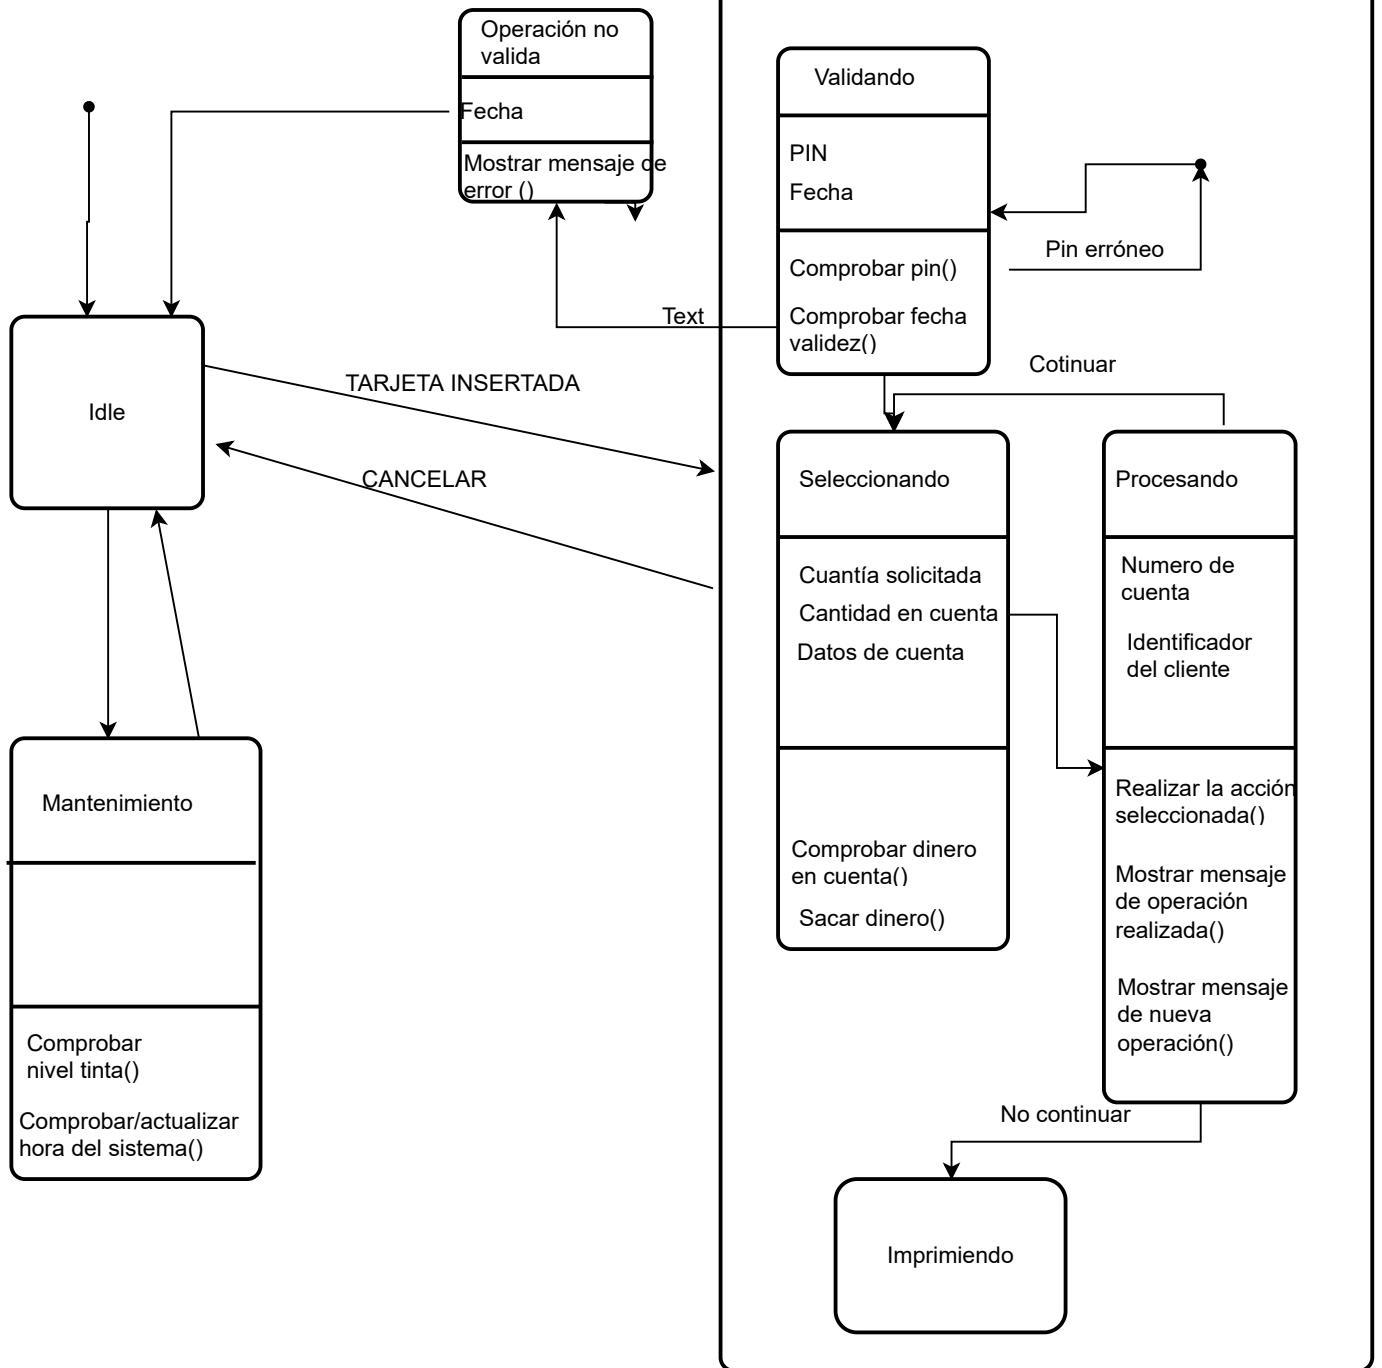 Operación no
valida
Fecha
Mostrar mensaje de
error ()
Validando
PIN
Fecha
Comprobar pin()
Comprobar fecha
validez()
Pin erróneo
Text
Cotinuar
Idle
TARJETA INSERTADA
CANCELAR
Seleccionando
Cuantía solicitada
Cantidad en cuenta
Datos de cuenta
Comprobar dinero
en cuenta()
Sacar dinero()
Procesando
Numero de
cuenta
Identificador
del cliente
Realizar la acción
seleccionada()
Mostrar mensaje
de operación
realizada()
Mostrar mensaje
de nueva
operación()
Mantenimiento
Comprobar
nivel tinta()
Comprobar/actualizar
hora del sistema()
No continuar
Imprimiendo